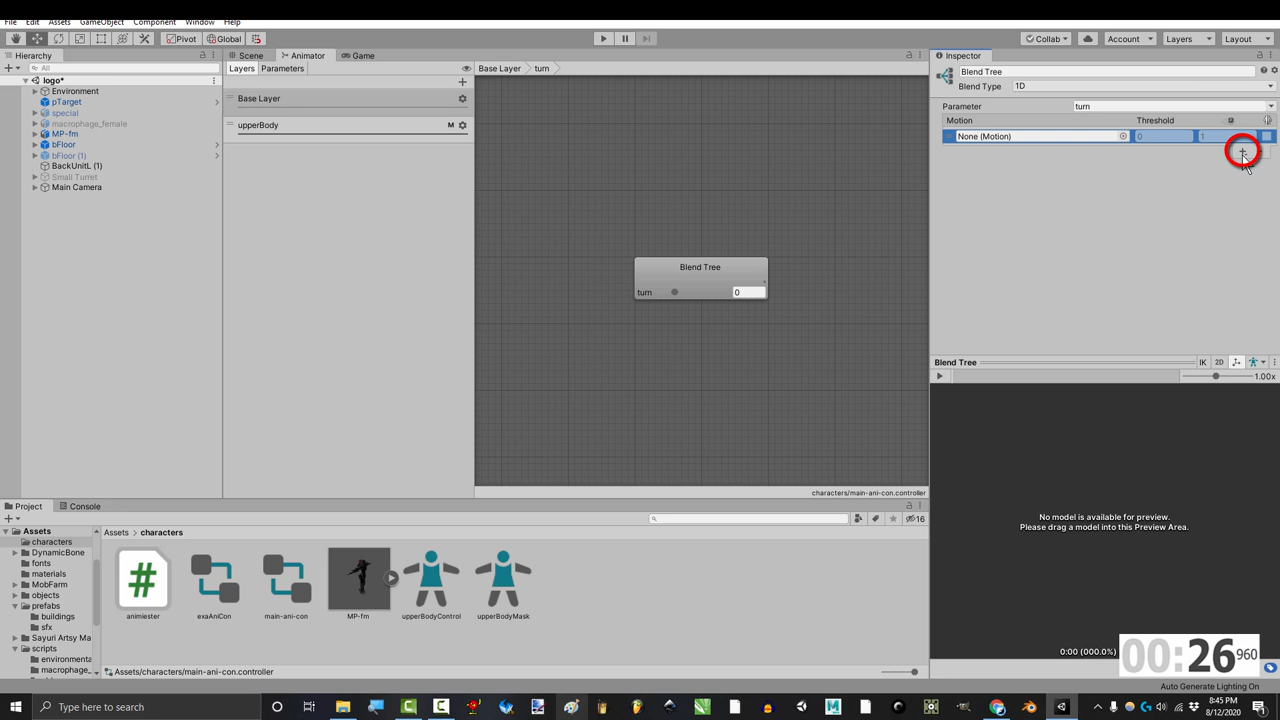 File Edit Assets GameObject Component Window Help
Pivot Global Collab Account Layers Layout
Hierarchy
All
logo*
Environment
pTarget
special
macrophage_female
MP-fm
bFloor
bFloor (1)
BackUnitL (1)
Small Turret
Main Camera
Scene Animator Game
Layers Parameters
Base Layer
upperBody M
Base Layer turn
Blend Tree
turn 0
characters/main-ani-con.controller
Inspector
Blend Tree
Blend Type 1D
Parameter turn
Motion Threshold
None (Motion) 0 1
Blend Tree IK 2D
1.00x
No model is available for preview.
Please drag a model into this Preview Area.
0:00 (000.0%)
00:26 960
Project Console
16
Assets
characters
DynamicBone
fonts
materials
MobFarm
objects
prefabs
buildings
sfx
Sayuri Artsy Ma
scripts
environmenta
macrophage_
Assets characters
animiester exaAniCon main-ani-con MP-fm upperBodyControl upperBodyMask
Assets/characters/main-ani-con.controller
Auto Generate Lighting On
Type here to search
8:45 PM
8/12/2020